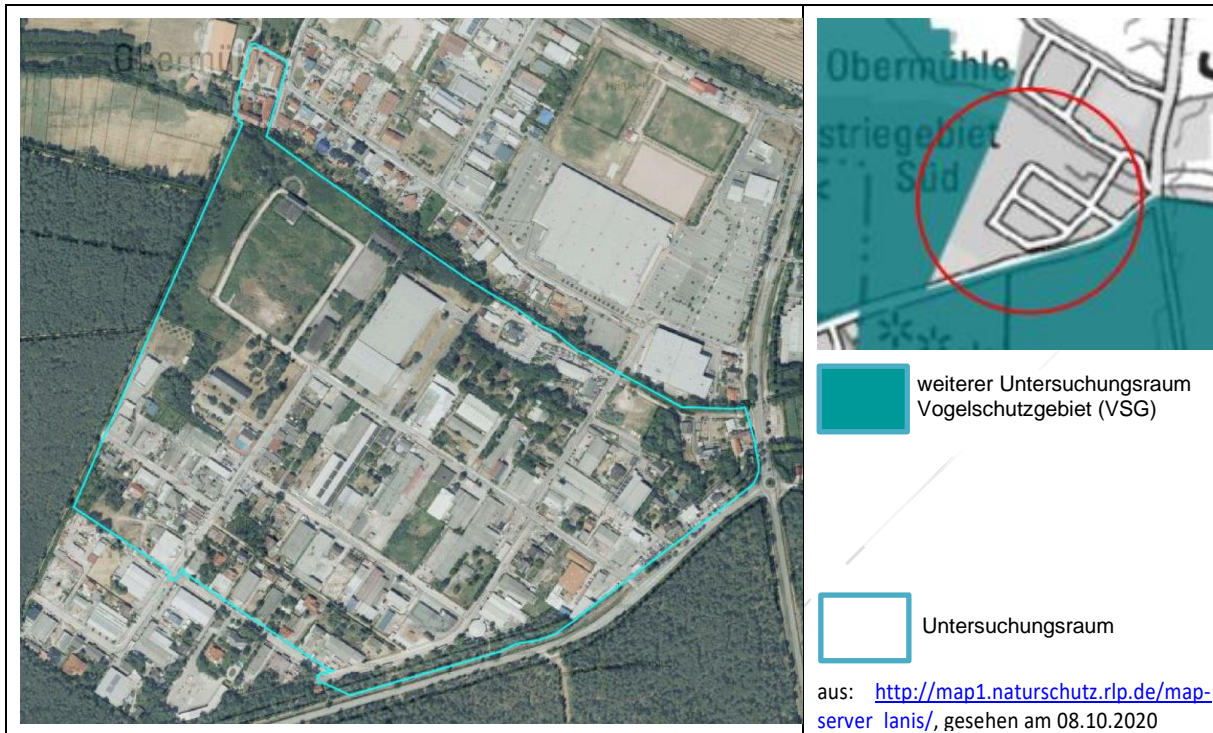 Obermühle
Obermühle
striegebiet
Süd
weiterer Untersuchungsraum
Vogelschutzgebiet (VSG)
Untersuchungsraum
aus: http://map1.naturschutz.rlp.de/map-
server_lanis/, gesehen am 08.10.2020